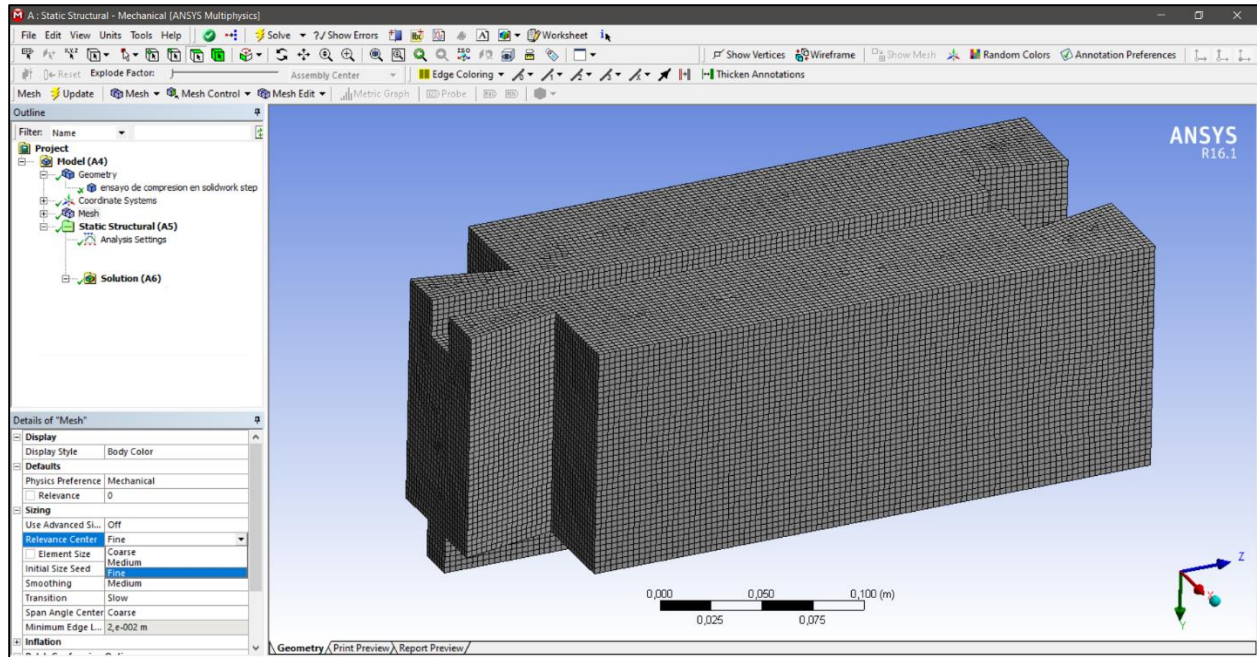 A : Static Structural - Mechanical [ANSYS Multiphysics]
File Edit View Units Tools Help Solve ?/ Show Errors Worksheet
Show Vertices Wireframe Show Mesh Random Colors Annotation Preferences
Reset Explode Factor: Assembly Center Edge Coloring Thicken Annotations
Mesh Update Mesh Mesh Control Mesh Edit Metric Graph Probe
Outline
Filter: Name
Project
Model (A4)
Geometry
ensayo de compresion en solidwork step
Coordinate Systems
Mesh
Static Structural (A5)
Analysis Settings
Solution (A6)
Details of "Mesh"
Display
Display Style Body Color
Defaults
Physics Preference Mechanical
Relevance 0
Sizing
Use Advanced Si... Off
Relevance Center Fine
Element Size Coarse
Medium
Initial Size Seed Fine
Smoothing Medium
Transition Slow
Span Angle Center Coarse
Minimum Edge L... 2,e-002 m
Inflation
ANSYS
R16.1
0,000 0,050 0,100 (m)
0,025 0,075
Z
Y
Geometry Print Preview Report Preview